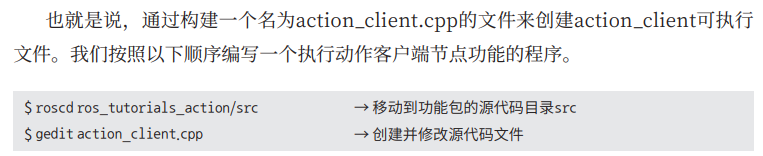 也就是说，通过构建一个名为action_client.cpp的文件来创建action_client可执行
文件。我们按照以下顺序编写一个执行动作客户端节点功能的程序。
$ roscd ros_tutorials_action/src → 移动到功能包的源代码目录src
$ gedit action_client.cpp → 创建并修改源代码文件